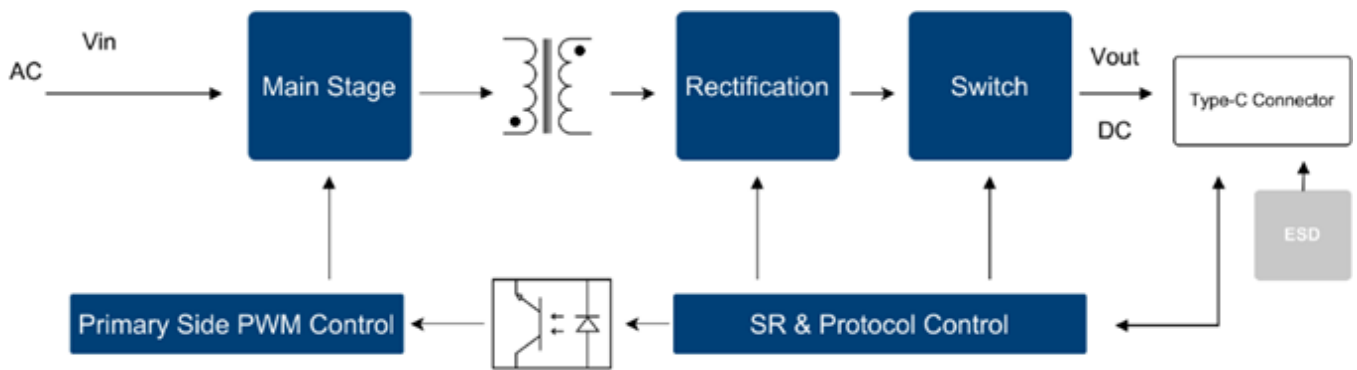 Vin
AC
Main Stage
Rectification
Switch
Vout
DC
Type-C Connector
ESD
Primary Side PWM Control
SR & Protocol Control